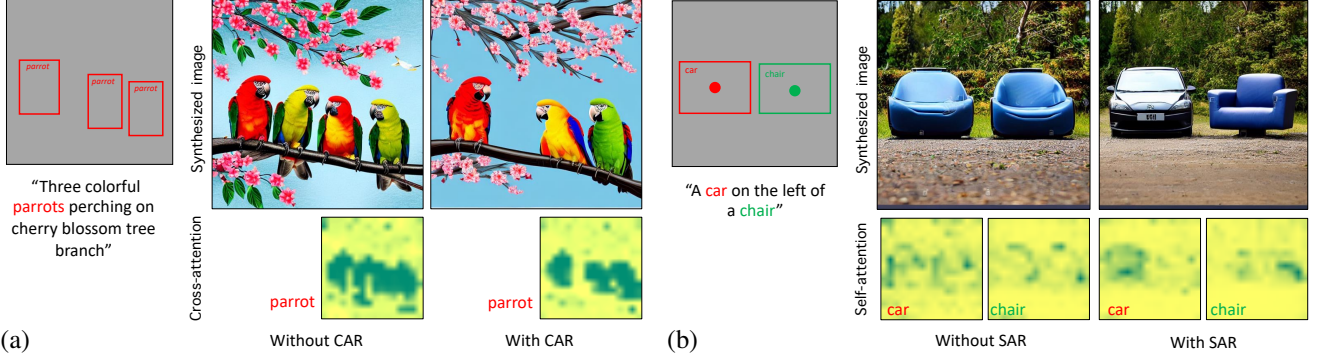 parrot
parrot
parrot
“Three colorful
parrots perching on
cherry blossom tree
branch”
(a)
Synthesized image
Cross-attention
parrot
parrot
Without CAR
With CAR
car
chair
“A car on the left of
a chair”
(b)
Synthesized image
Self-attention
car
chair
car
chair
Without SAR
With SAR